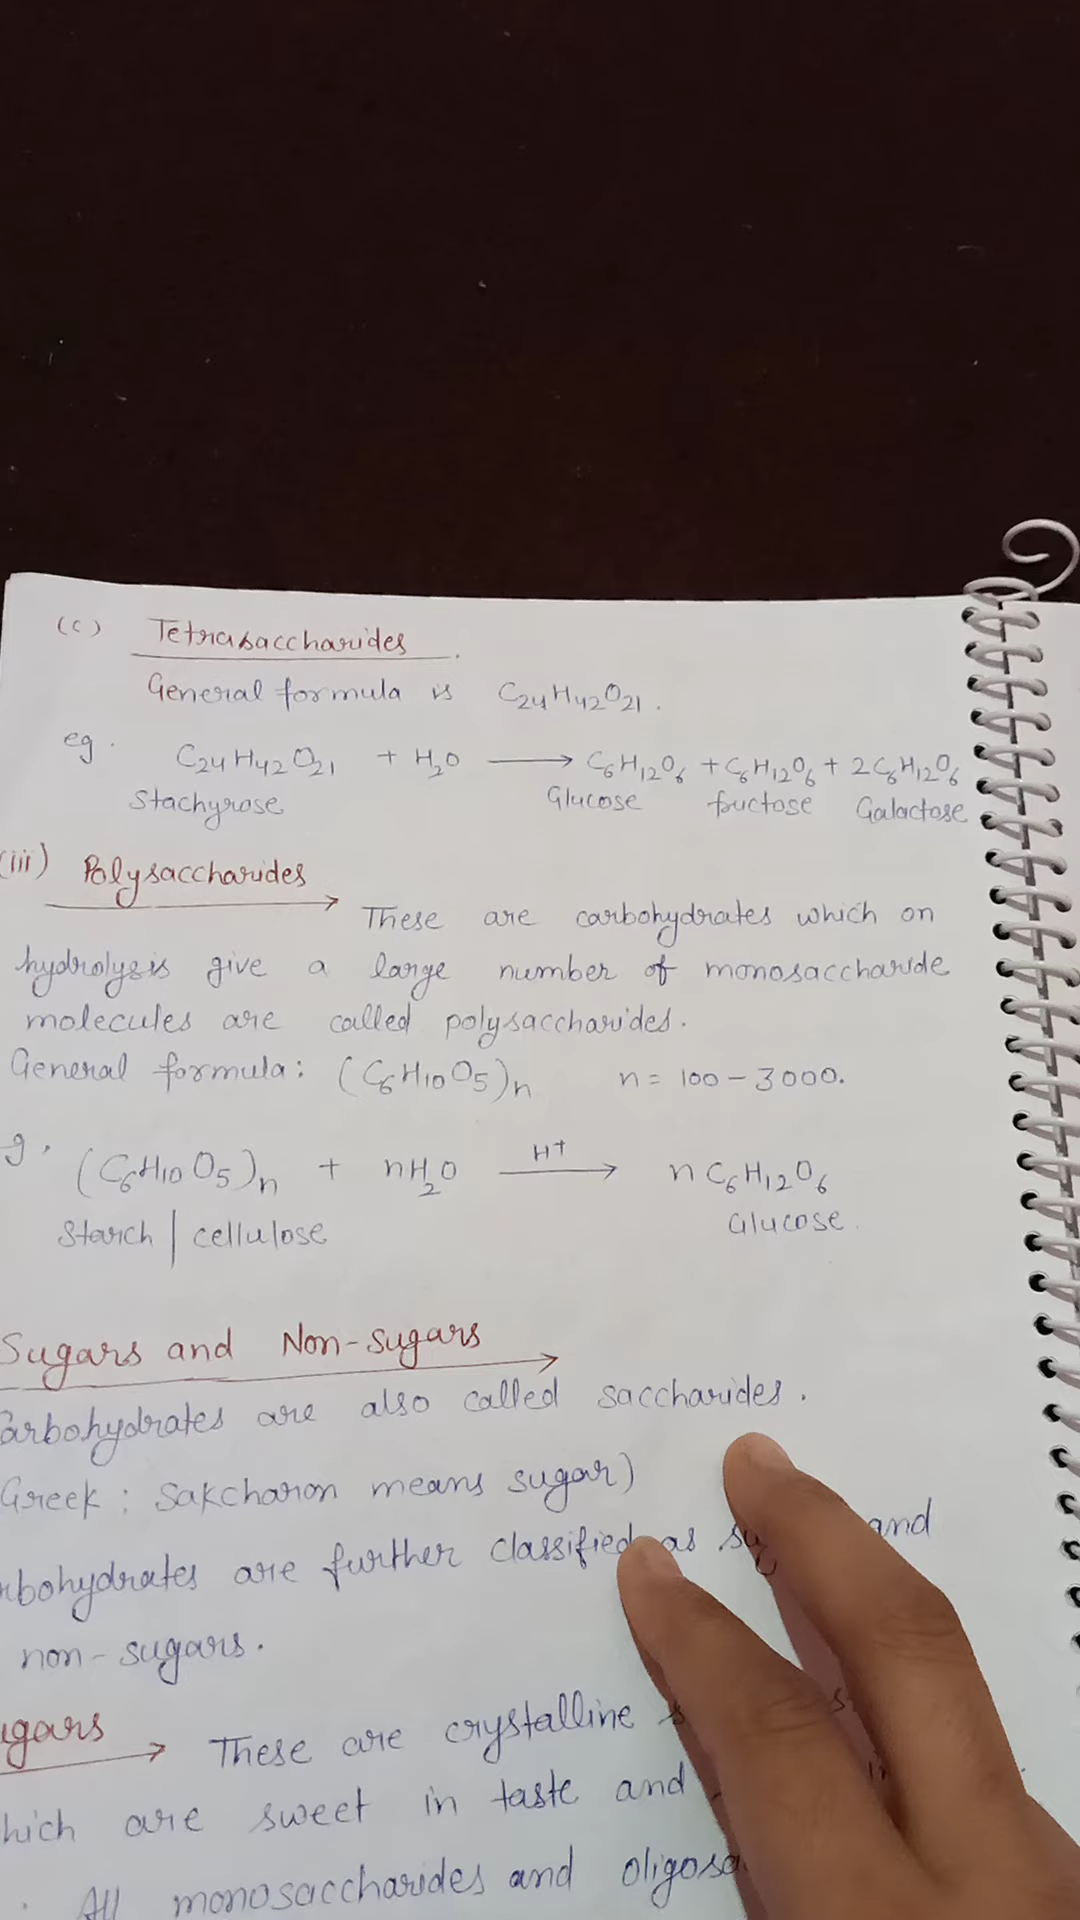 (c) Tetrasaccharides
General formula is C24H42O21.
eg. C24H42O21 + H2O ⟶ C6H12O6 + C6H12O6 + 2C6H12O6
Stachyrose Glucose fructose Galactose
(iii) Polysaccharides
These are carbohydrates which on
hydrolysis give a large number of monosaccharide
molecules are called polysaccharides.
General formula: (C6H10O5)n n = 100 - 3000.
g. (C6H10O5)n + nH2O ⟶ n C6H12O6
H+
Starch | cellulose Glucose.
Sugars and Non-sugars
Carbohydrates are also called saccharides.
Greek : Sakcharon means sugar)
rbohydrates are further classified as and
non-sugars.
ugars → These are crystalline
hich are sweet in taste and
All monosaccharides and